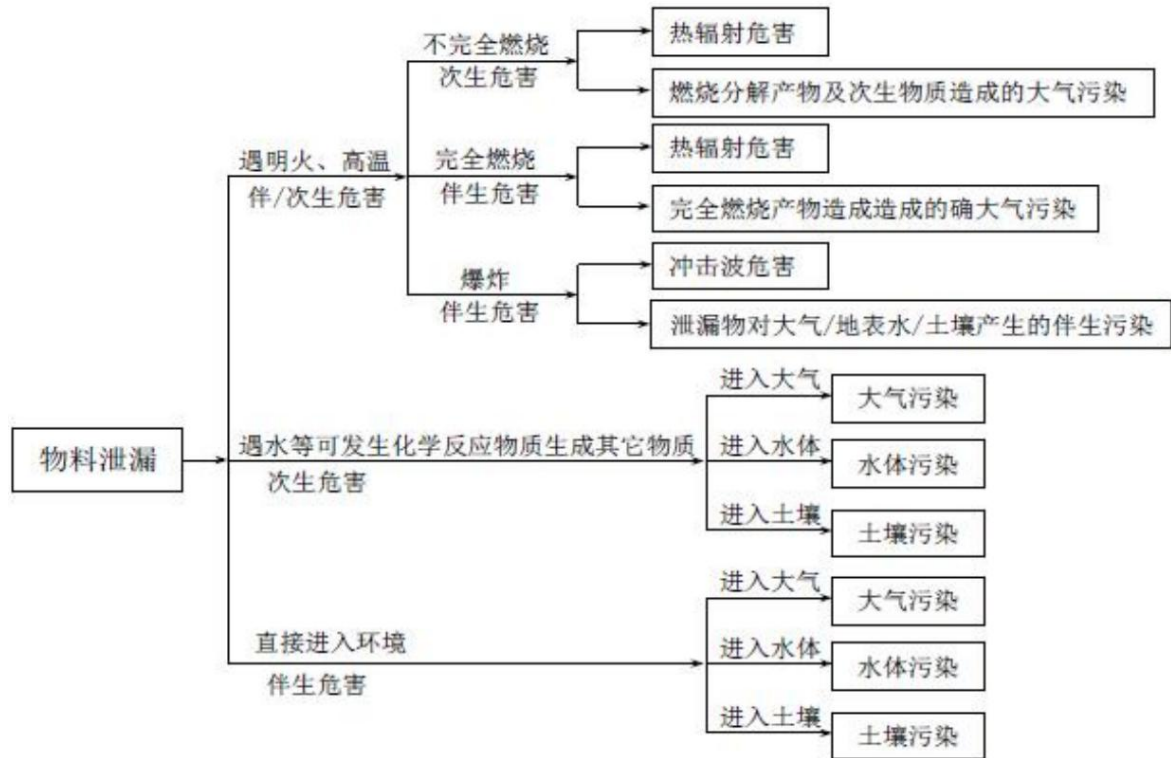 不完全燃烧
次生危害
热辐射危害
燃烧分解产物及次生物质造成的大气污染
遇明火、高温
伴/次生危害
完全燃烧
伴生危害
热辐射危害
完全燃烧产物造成造成的确大气污染
爆炸
伴生危害
冲击波危害
泄漏物对大气/地表水/土壤产生的伴生污染
物料泄漏
遇水等可发生化学反应物质生成其它物质
次生危害
进入大气
大气污染
进入水体
水体污染
进入土壤
土壤污染
直接进入环境
伴生危害
进入大气
大气污染
进入水体
水体污染
进入土壤
土壤污染